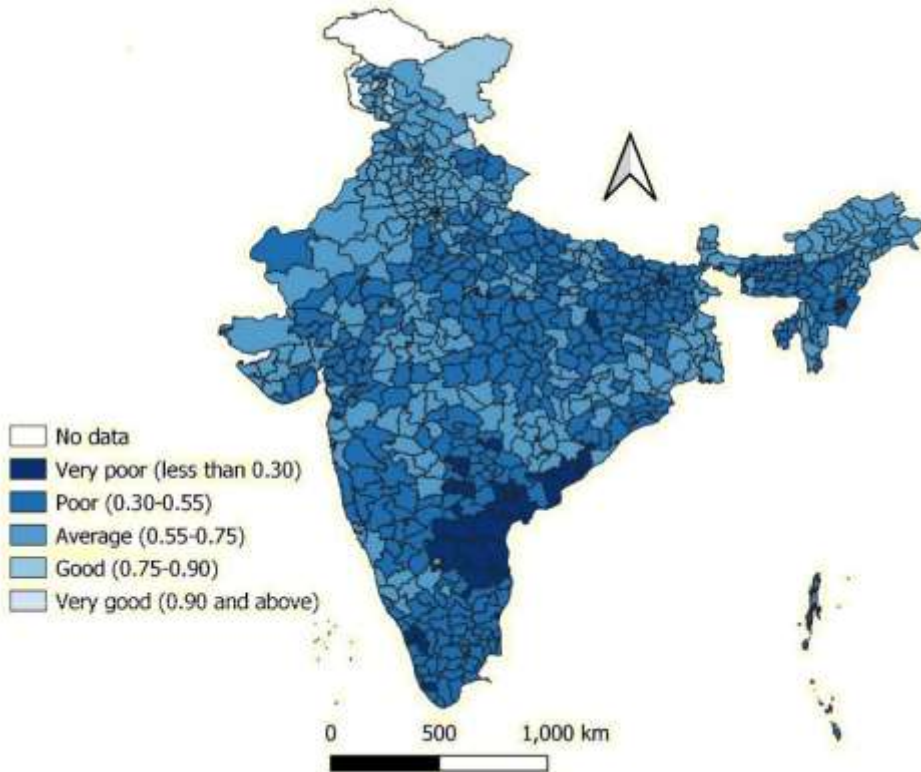 No data
Very poor (less than 0.30)
Poor (0.30-0.55)
Average (0.55-0.75)
Good (0.75-0.90)
Very good (0.90 and above)
0 500 1,000 km